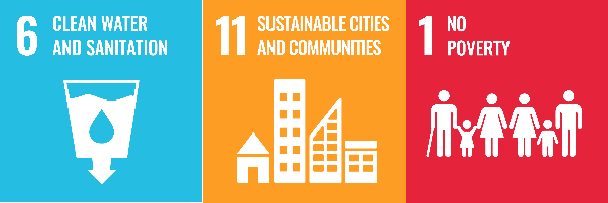 6 CLEAN WATER
AND SANITATION
11 SUSTAINABLE CITIES
AND COMMUNITIES
1 NO
POVERTY